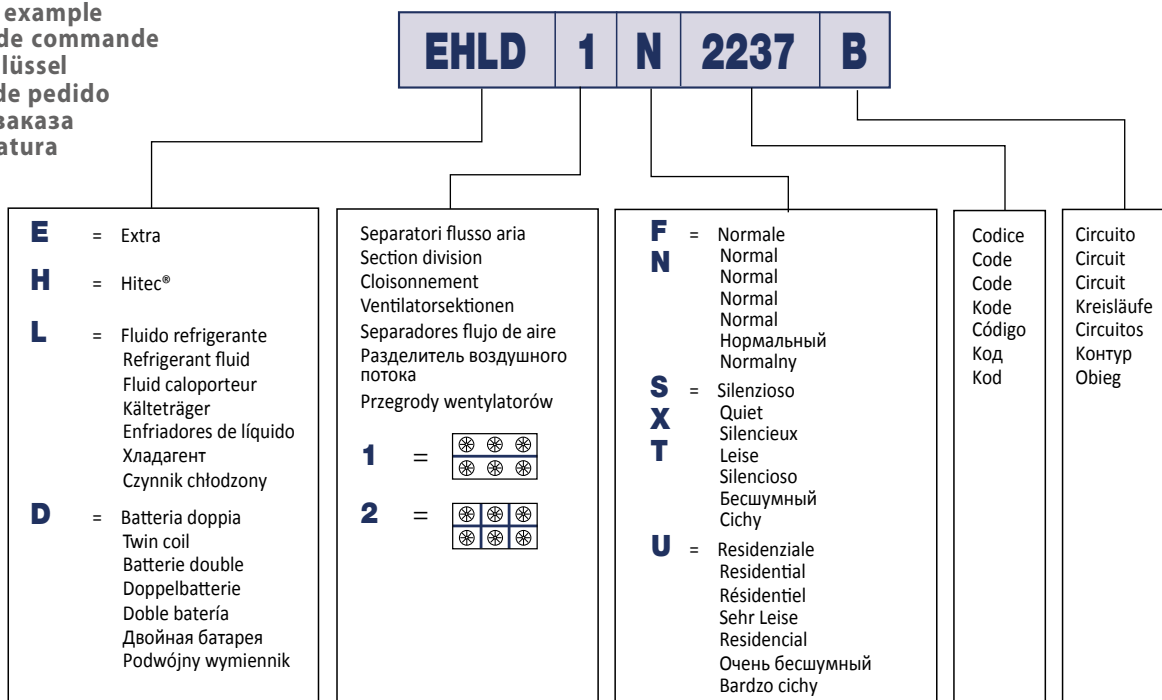 example
de commande
lüssel
de pedido
заказа
atura
EHLD 1 N 2237 B
E = Extra
H = Hitec®
L = Fluido refrigerante
Refrigerant fluid
Fluid caloporteur
Kälteträger
Enfriadores de líquido
Хладагент
Czynnik chłodzony
D = Batteria doppia
Twin coil
Batterie double
Doppelbatterie
Doble batería
Двойная батарея
Podwójny wymiennik
Separatori flusso aria
Section division
Cloisonnement
Ventilatorsektionen
Separadores flujo de aire
Разделитель воздушного
потока
Przegrody wentylatorów
1 =
2 =
F = Normale
N Normal
Normal
Normal
Normal
Нормальный
Normalny
S = Silenzioso
X Quiet
Silencieux
T Leise
Silencioso
Бесшумный
Cichy
U = Residenziale
Residential
Résidentiel
Sehr Leise
Residencial
Очень бесшумный
Bardzo cichy
Codice
Code
Code
Kode
Código
Код
Kod
Circuito
Circuit
Circuit
Kreisläufe
Circuitos
Контур
Obieg